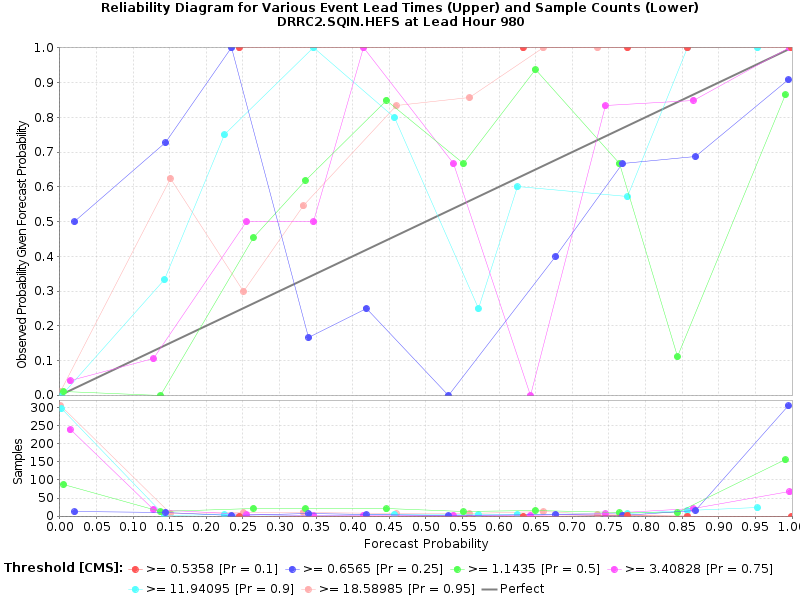 Reliability Diagram for Various Event Lead Times (Upper) and Sample Counts (Lower)
DRRC2.SQIN.HEFS at Lead Hour 980
Observed Probability Given Forecast Probability
1.0
0.9
0.8
0.7
0.6
0.5
0.4
0.3
0.2
0.1
0.0
Samples
300
250
200
150
100
50
0
0.00 0.05 0.10 0.15 0.20 0.25 0.30 0.35 0.40 0.45 0.50 0.55 0.60 0.65 0.70 0.75 0.80 0.85 0.90 0.95 1.00
Forecast Probability
Threshold [CMS]: >= 0.5358 [Pr = 0.1] >= 0.6565 [Pr = 0.25] >= 1.1435 [Pr = 0.5] >= 3.40828 [Pr = 0.75]
>= 11.94095 [Pr = 0.9] >= 18.58985 [Pr = 0.95] Perfect